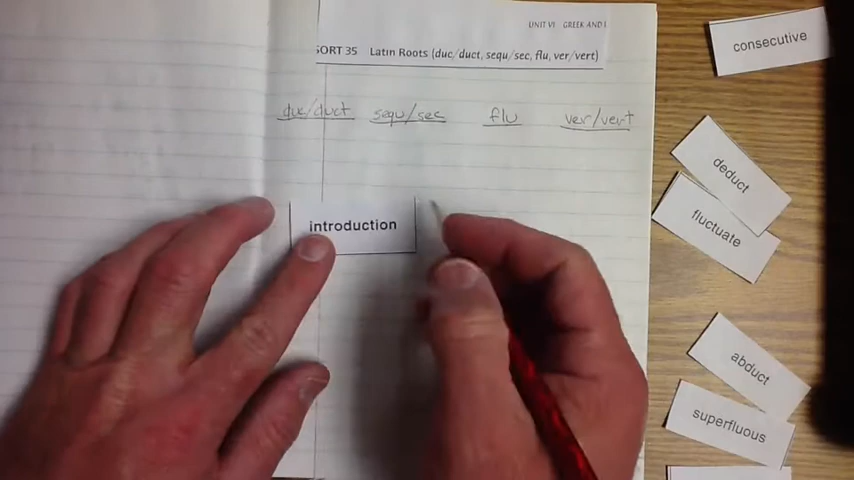 UNIT VI GREEK AND
SORT 35 Latin Roots (duc/duct, sequ/sec, flu, ver/vert)
duc/duct sequ/sec flu ver/vert
introduction
consecutive
deduct
fluctuate
abduct
superfluous